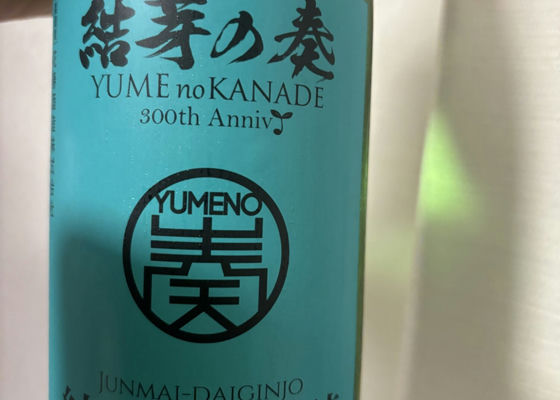 結芽の奏
YUME no KANADE
300th Anniv
YUMENO
奏
JUNMAI-DAIGINJO